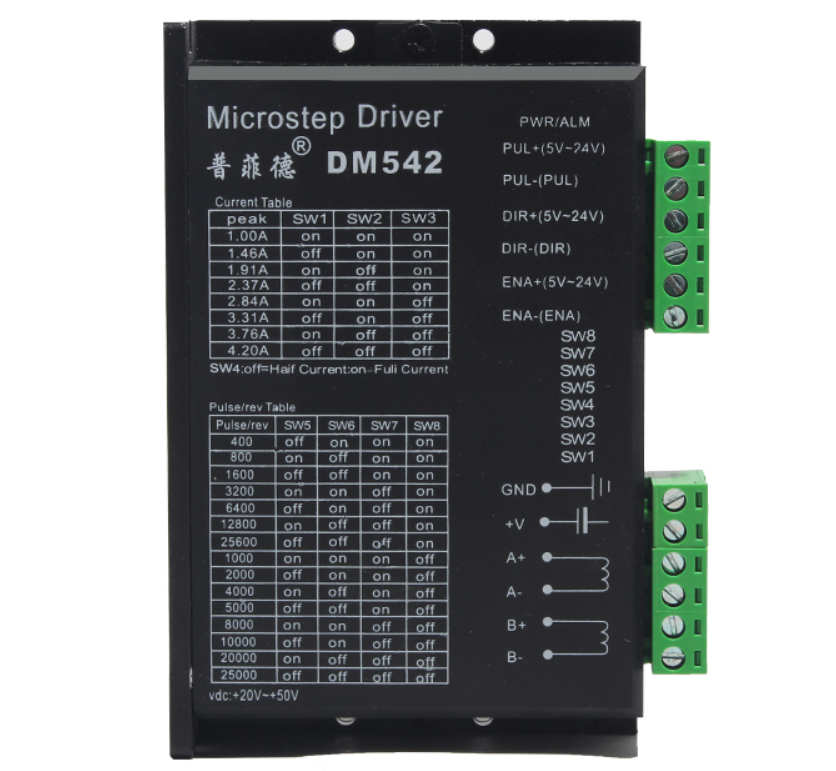 Microstep Driver
普菲德® DM542
Current Table
peak SW1 SW2 SW3
1.00A on on on
1.46A off on on
1.91A on off on
2.37A off off on
2.84A on on off
3.31A off on off
3.76A on off off
4.20A off off off
SW4:off=Haif Current:on-Fuli Current
Pulse/rev Table
Pulse/rev SW5 SW6 SW7 SW8
400 off on on on
800 on off on on
1600 off off on on
3200 on on off on
6400 off on off on
12800 on off off on
25600 off off off on
1000 on on on off
2000 off on on off
4000 on off on off
5000 off off on off
8000 on on off off
10000 off on off off
20000 on off off off
25000 off off off off
vdc:+20V~+50V
PWR/ALM
PUL+(5V~24V)
PUL-(PUL)
DIR+(5V~24V)
DIR-(DIR)
ENA+(5V~24V)
ENA-(ENA)
SW8
SW7
SW6
SW5
SW4
SW3
SW2
SW1
GND
+V
A+
A-
B+
B-